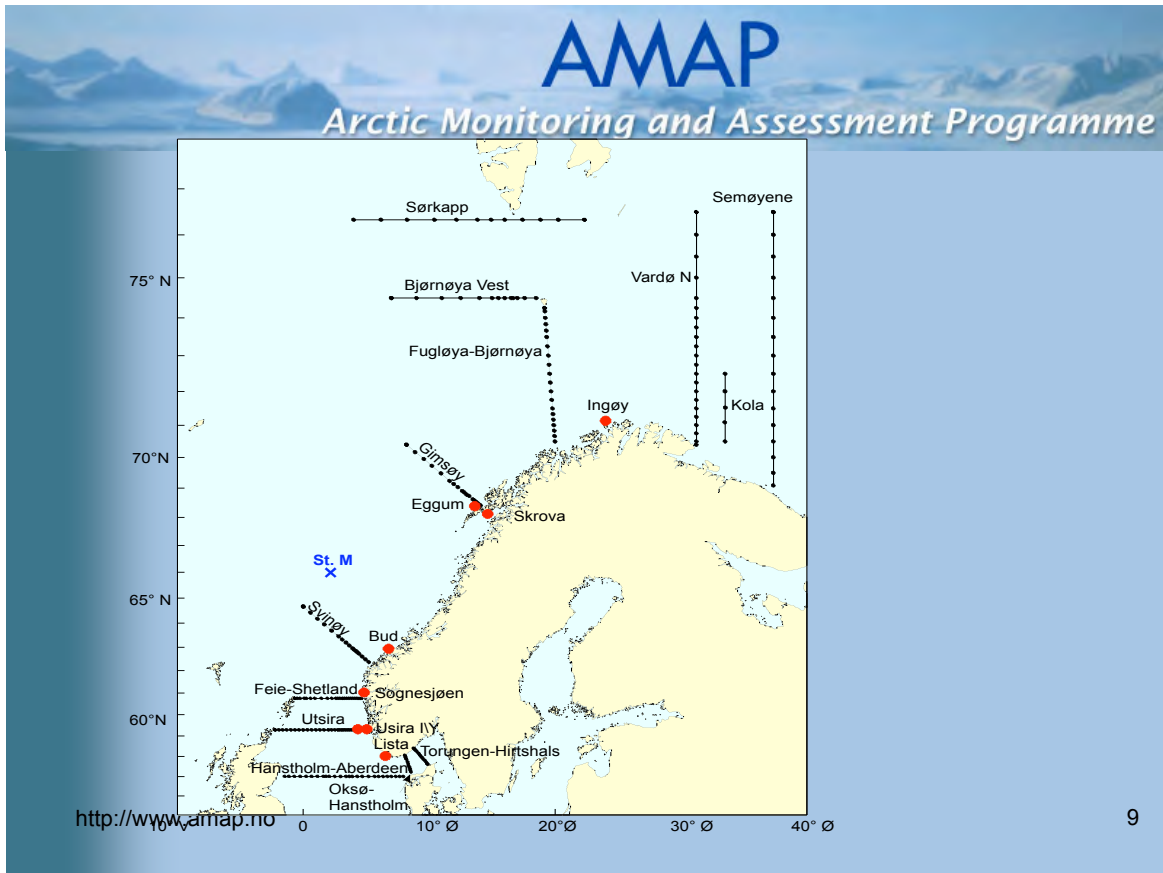 AMAP
Arctic Monitoring and Assessment Programme
Semøyene
Sørkapp
Vardø N
75° N
Bjørnøya Vest
Fugløya-Bjørnøya
Ingøy
Kola
70°N
Gimsøy
Eggum
Skrova
St. M
65° N
Svinøy
Bud
Feie-Shetland
Sognesjøen
60°N
Utsira
Usira I\Y
Lista
Torungen-Hirtshals
Hanstholm-Aberdeen
Oksø-
Hanstholm
http://www.amap.no
9
0
10° Ø
20°Ø
30° Ø
40° Ø